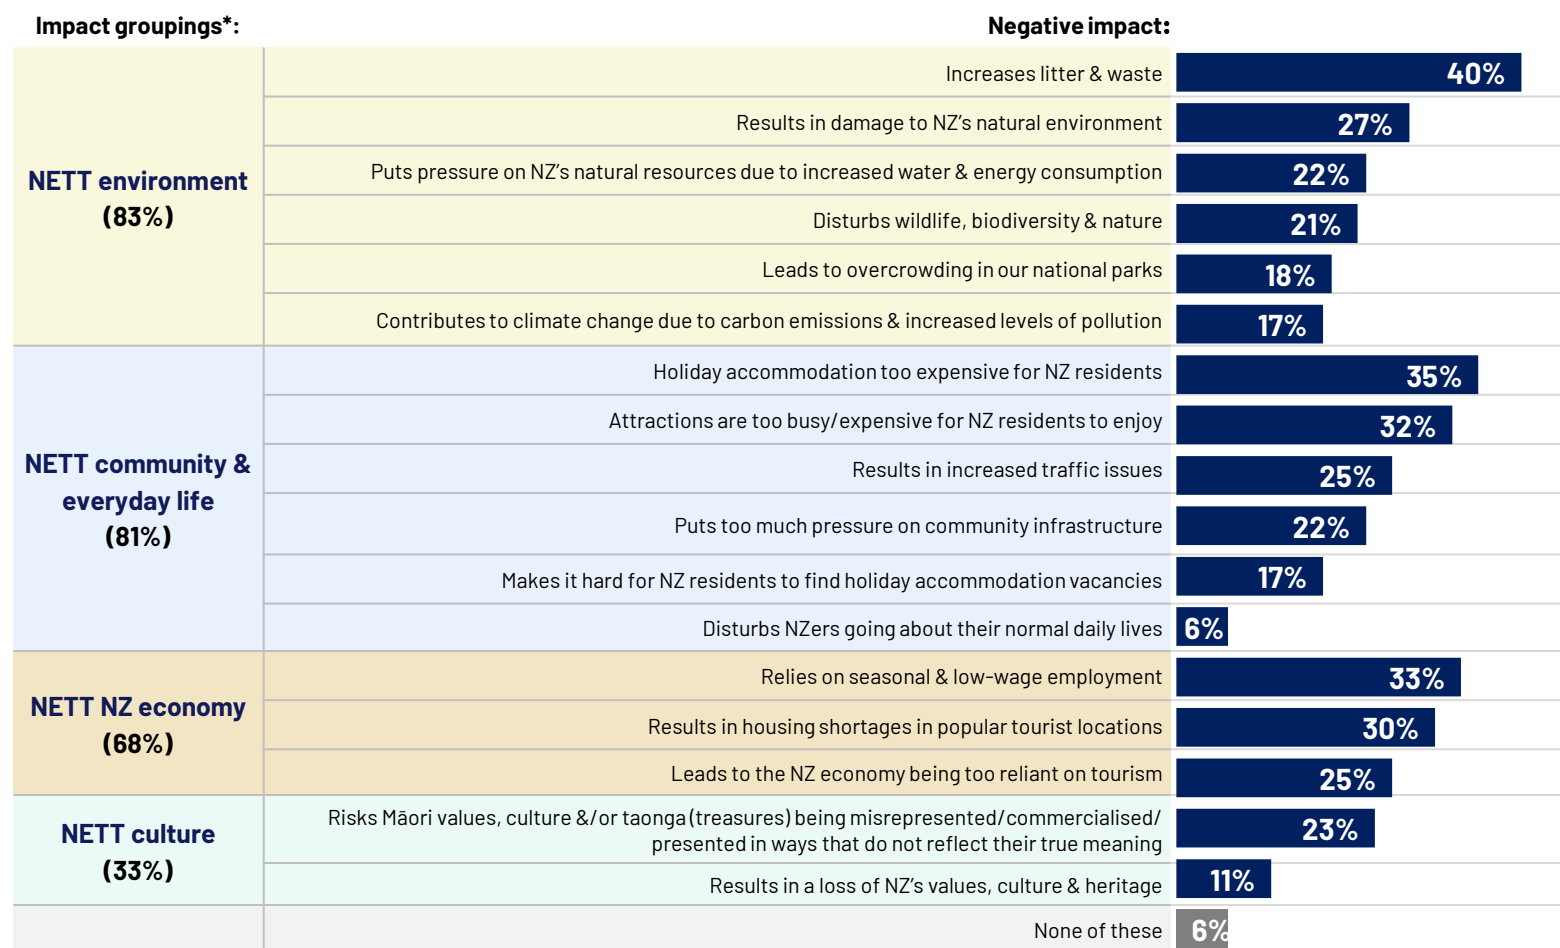 Impact groupings*:
Negative impact:
NETT environment
(83%)
Increases litter & waste
40%
Results in damage to NZ's natural environment
27%
Puts pressure on NZ's natural resources due to increased water & energy consumption
22%
Disturbs wildlife, biodiversity & nature
21%
Leads to overcrowding in our national parks
18%
Contributes to climate change due to carbon emissions & increased levels of pollution
17%
NETT community &
everyday life
(81%)
Holiday accommodation too expensive for NZ residents
35%
Attractions are too busy/expensive for NZ residents to enjoy
32%
Results in increased traffic issues
25%
Puts too much pressure on community infrastructure
22%
Makes it hard for NZ residents to find holiday accommodation vacancies
17%
Disturbs NZers going about their normal daily lives
6%
NETT NZ economy
(68%)
Relies on seasonal & low-wage employment
33%
Results in housing shortages in popular tourist locations
30%
Leads to the NZ economy being too reliant on tourism
25%
NETT culture
(33%)
Risks Māori values, culture &/or taonga (treasures) being misrepresented/commercialised/
presented in ways that do not reflect their true meaning
23%
Results in a loss of NZ's values, culture & heritage
11%
None of these
6%